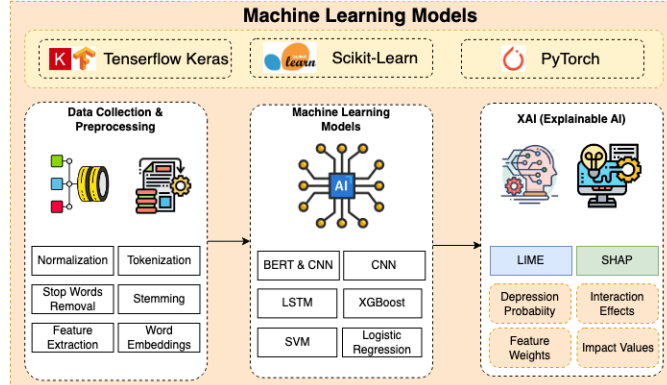 Machine Learning Models
K
Tenserflow Keras
learn
Scikit-Learn
PyTorch
Data Collection &
Preprocessing
Normalization
Tokenization
Stop Words
Removal
Stemming
Feature
Extraction
Word
Embeddings
Machine Learning
Models
AI
BERT & CNN
CNN
LSTM
XGBoost
SVM
Logistic
Regression
XAI (Explainable AI)
LIME
SHAP
Depression
Probabiity
Interaction
Effects
Feature
Weights
Impact Values